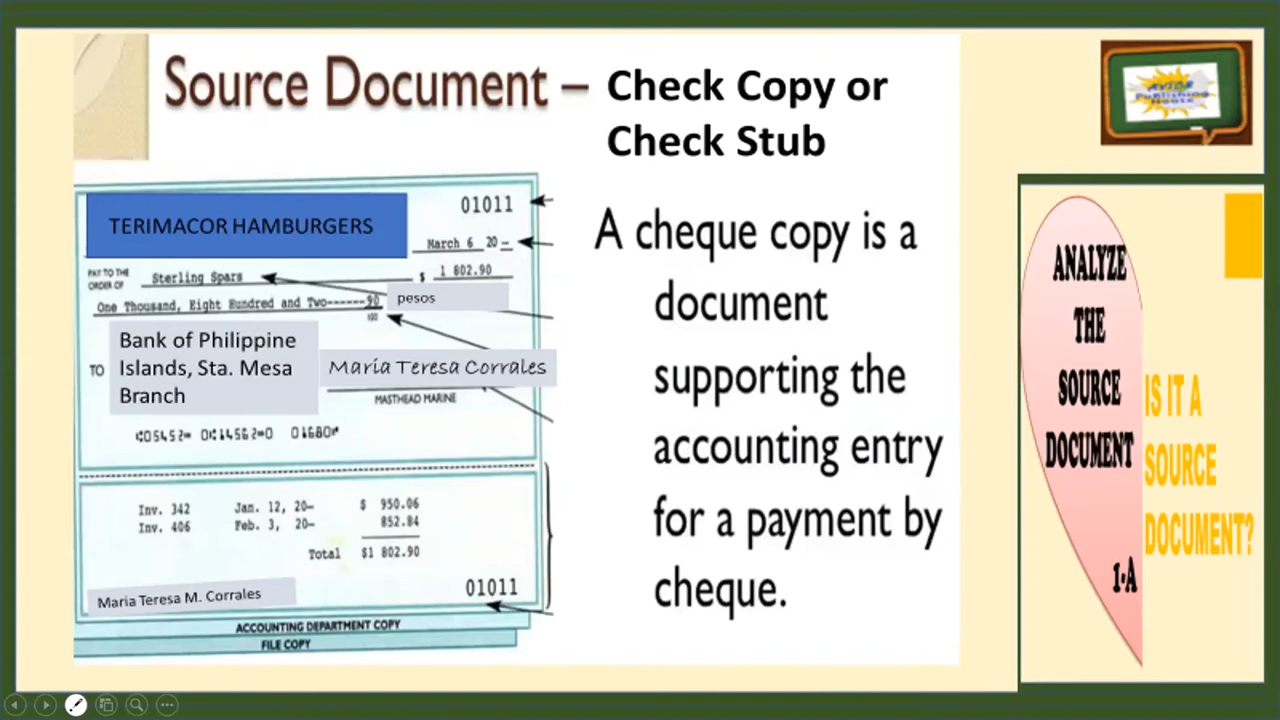 Source Document – Check Copy or
Check Stub
TERIMACOR HAMBURGERS
01011
March 6 20–
PAY TO THE
ORDER OF
Sterling Spars
$ 1 802.90
One Thousand, Eight Hundred and Two------90
100
pesos
TO
Bank of Philippine
Islands, Sta. Mesa
Branch
Maria Teresa Corrales
MASTHEAD MARINE
Inv. 342 Jan. 12, 20– $ 950.06
Inv. 406 Feb. 3, 20– 852.84
Total $1 802.90
01011
Maria Teresa M. Corrales
ACCOUNTING DEPARTMENT COPY
FILE COPY
A cheque copy is a
document
supporting the
accounting entry
for a payment by
cheque.
ANALYZE
THE
SOURCE
DOCUMENT
1-A
IS IT A
SOURCE
DOCUMENT?